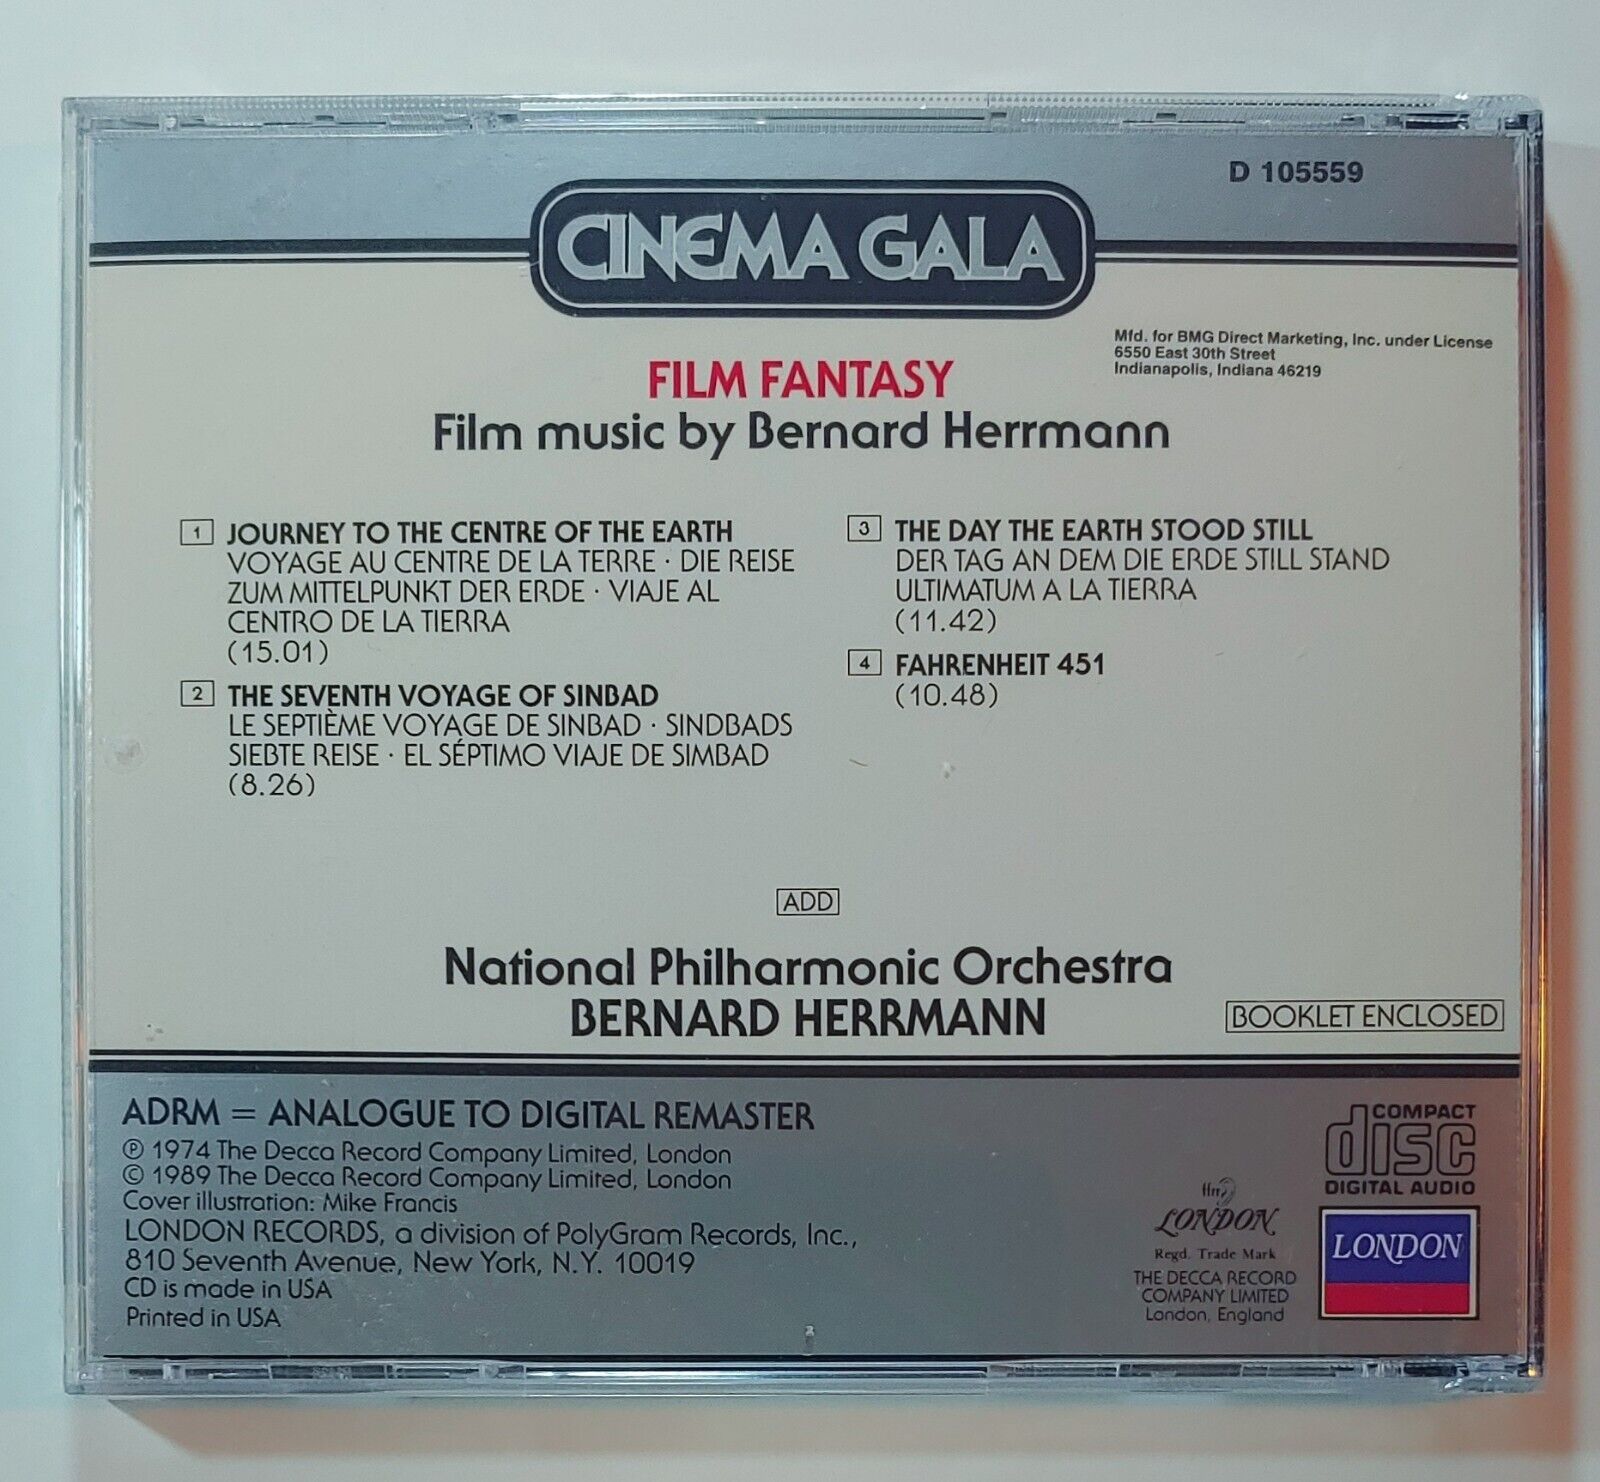 D 105559
CINEMA GALA
Mfd. for BMG Direct Marketing, Inc. under License
6550 East 30th Street
Indianapolis, Indiana 46219
FILM FANTASY
Film music by Bernard Herrmann
1 JOURNEY TO THE CENTRE OF THE EARTH
VOYAGE AU CENTRE DE LA TERRE · DIE REISE
ZUM MITTELPUNKT DER ERDE · VIAJE AL
CENTRO DE LA TIERRA
(15.01)
2 THE SEVENTH VOYAGE OF SINBAD
LE SEPTIÈME VOYAGE DE SINBAD · SINDBADS
SIEBTE REISE · EL SÉPTIMO VIAJE DE SIMBAD
(8.26)
3 THE DAY THE EARTH STOOD STILL
DER TAG AN DEM DIE ERDE STILL STAND
ULTIMATUM A LA TIERRA
(11.42)
4 FAHRENHEIT 451
(10.48)
ADD
National Philharmonic Orchestra
BERNARD HERRMANN
BOOKLET ENCLOSED
ADRM = ANALOGUE TO DIGITAL REMASTER
℗ 1974 The Decca Record Company Limited, London
© 1989 The Decca Record Company Limited, London
Cover illustration: Mike Francis
LONDON RECORDS, a division of PolyGram Records, Inc.,
810 Seventh Avenue, New York, N.Y. 10019
CD is made in USA
Printed in USA
COMPACT
disc
DIGITAL AUDIO
ffrr
LONDON
Regd. Trade Mark
THE DECCA RECORD
COMPANY LIMITED
London, England
LONDON